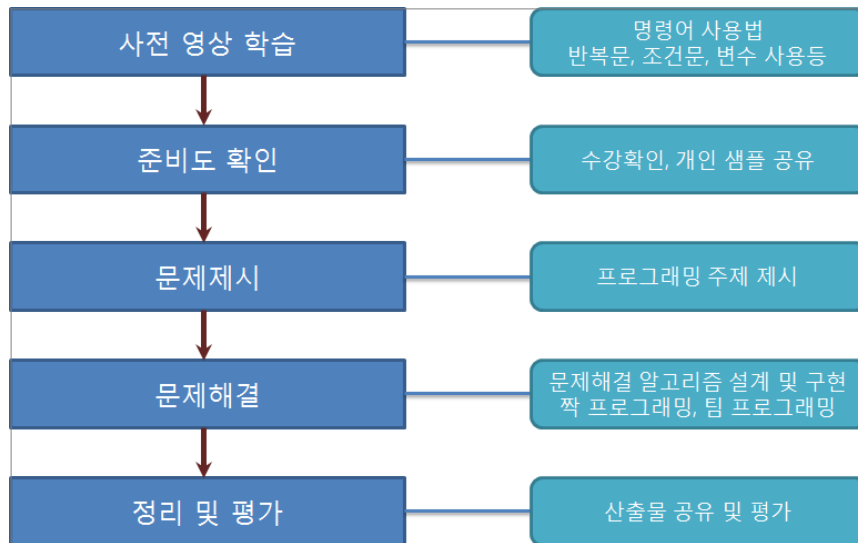 사전 영상 학습
명령어 사용법
반복문, 조건문, 변수 사용등
준비도 확인
수강확인, 개인 샘플 공유
문제제시
프로그래밍 주제 제시
문제해결
문제해결 알고리즘 설계 및 구현
짝 프로그래밍, 팀 프로그래밍
정리 및 평가
산출물 공유 및 평가